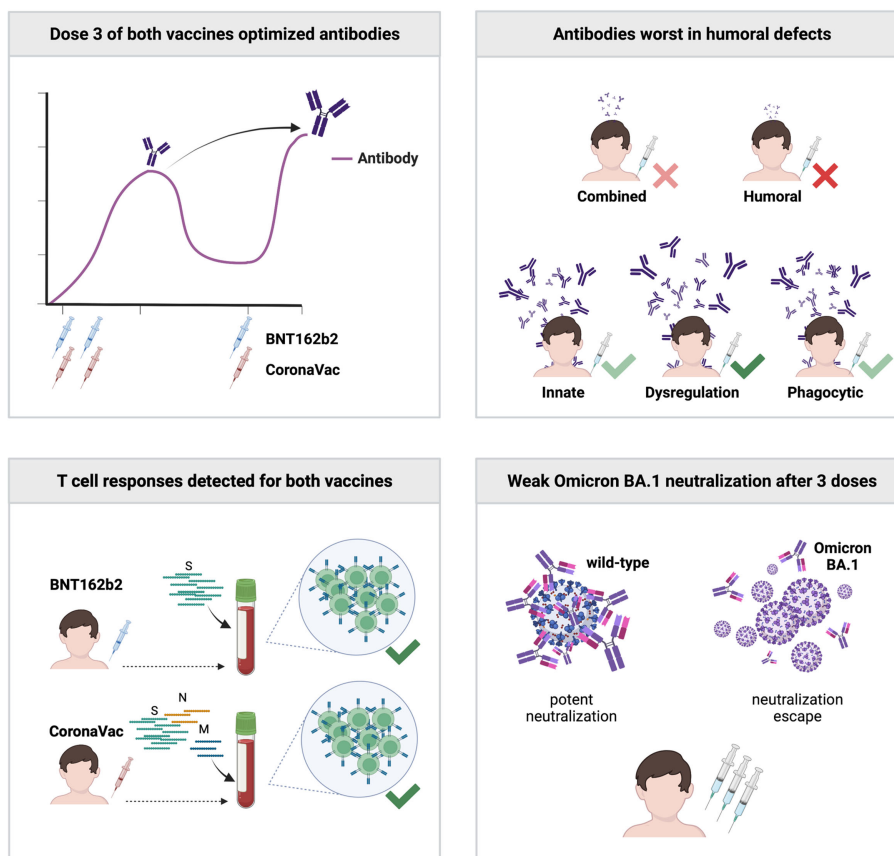 Dose 3 of both vaccines optimized antibodies
Antibody
BNT162b2
CoronaVac
Antibodies worst in humoral defects
Combined
Humoral
Innate
Dysregulation
Phagocytic
T cell responses detected for both vaccines
S
BNT162b2
N
S
CoronaVac
M
Weak Omicron BA.1 neutralization after 3 doses
wild-type
Omicron
BA.1
potent
neutralization
neutralization
escape